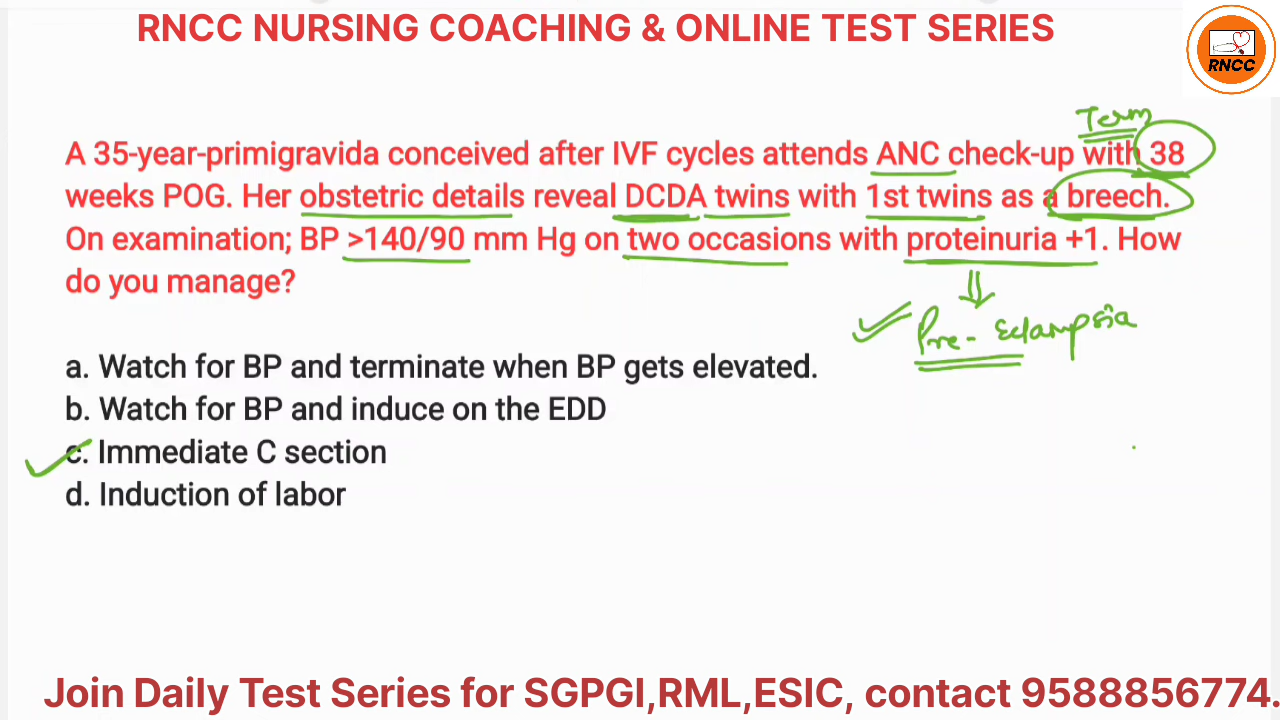 RNCC NURSING COACHING & ONLINE TEST SERIES
RNCC
Term
A 35-year-primigravida conceived after IVF cycles attends ANC check-up with 38
weeks POG. Her obstetric details reveal DCDA twins with 1st twins as a breech.
On examination; BP >140/90 mm Hg on two occasions with proteinuria +1. How
do you manage?
Pre-Eclampsia
a. Watch for BP and terminate when BP gets elevated.
b. Watch for BP and induce on the EDD
c. Immediate C section
d. Induction of labor
Join Daily Test Series for SGPGI,RML,ESIC, contact 9588856774.